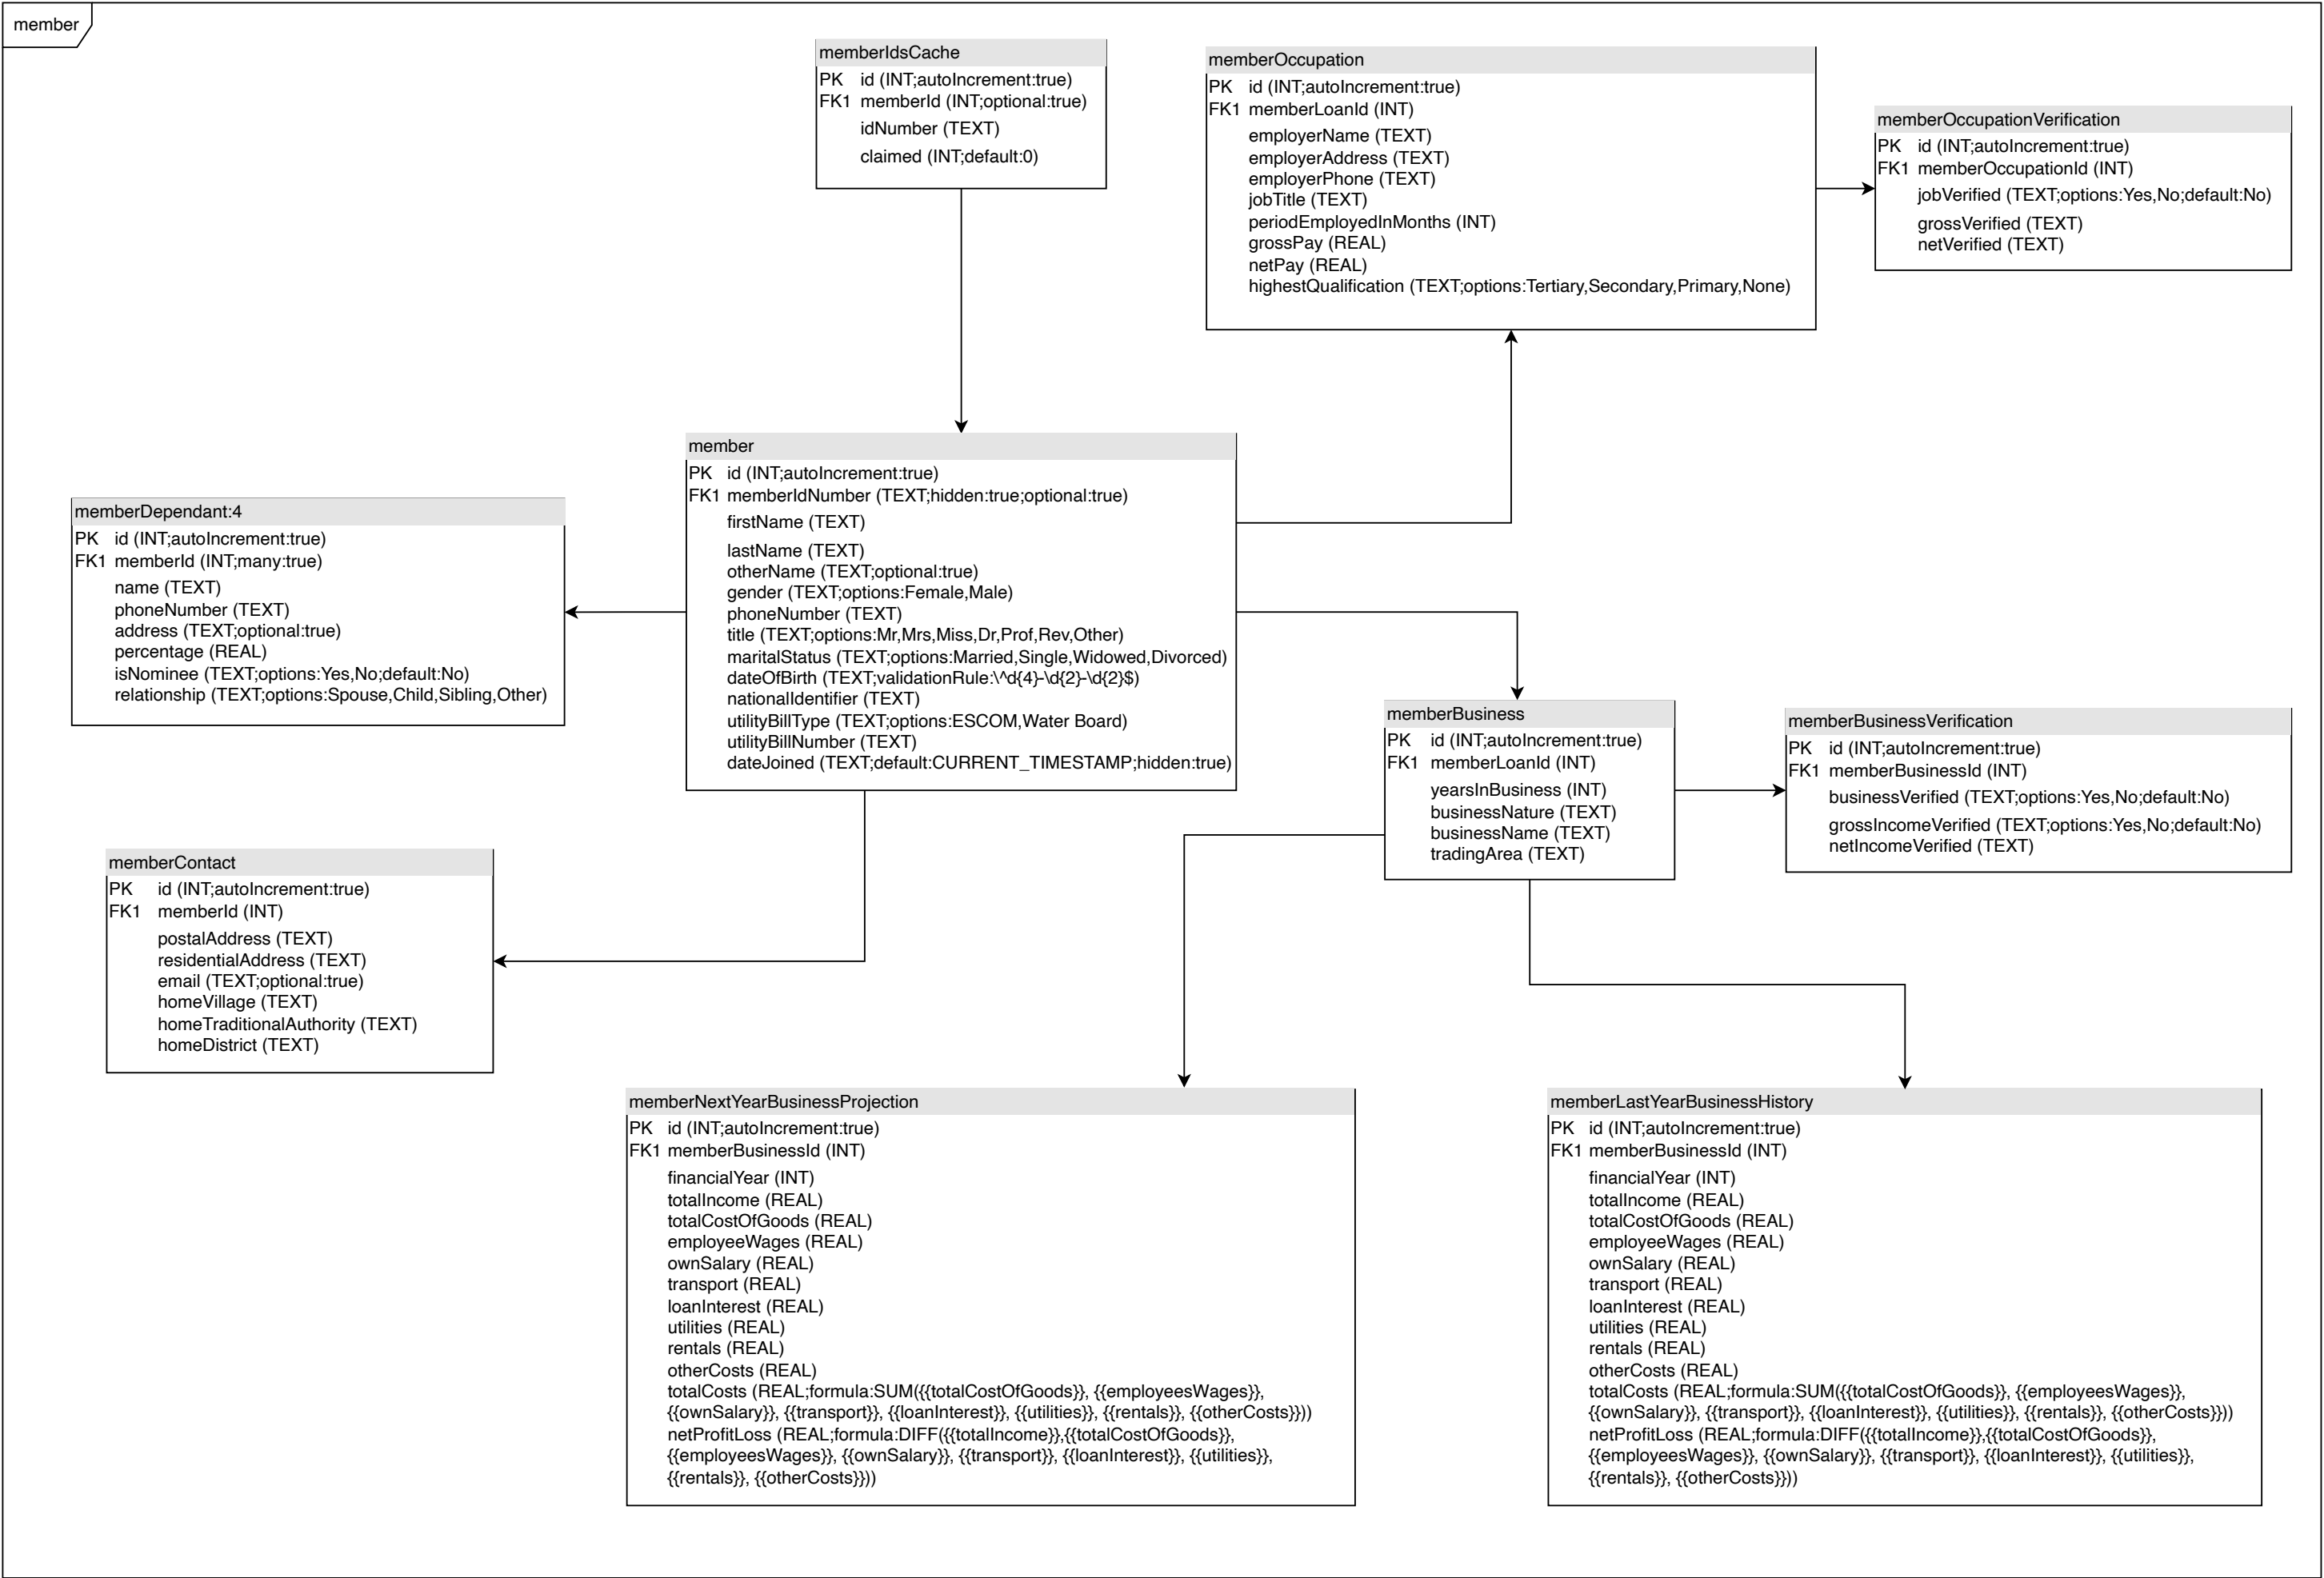 member
memberIdsCache
PK id (INT;autoIncrement:true)
FK1 memberId (INT;optional:true)
idNumber (TEXT)
claimed (INT;default:0)
memberOccupation
PK id (INT;autoIncrement:true)
FK1 memberLoanId (INT)
employerName (TEXT)
employerAddress (TEXT)
employerPhone (TEXT)
jobTitle (TEXT)
periodEmployedInMonths (INT)
grossPay (REAL)
netPay (REAL)
highestQualification (TEXT;options:Tertiary,Secondary,Primary,None)
memberOccupationVerification
PK id (INT;autoIncrement:true)
FK1 memberOccupationId (INT)
jobVerified (TEXT;options:Yes,No;default:No)
grossVerified (TEXT)
netVerified (TEXT)
member
PK id (INT;autoIncrement:true)
FK1 memberIdNumber (TEXT;hidden:true;optional:true)
firstName (TEXT)
lastName (TEXT)
otherName (TEXT;optional:true)
gender (TEXT;options:Female,Male)
phoneNumber (TEXT)
title (TEXT;options:Mr,Mrs,Miss,Dr,Prof,Rev,Other)
maritalStatus (TEXT;options:Married,Single,Widowed,Divorced)
dateOfBirth (TEXT;validationRule:\^d{4}-\d{2}-\d{2}$)
nationalIdentifier (TEXT)
utilityBillType (TEXT;options:ESCOM,Water Board)
utilityBillNumber (TEXT)
dateJoined (TEXT;default:CURRENT_TIMESTAMP;hidden:true)
memberDependant:4
PK id (INT;autoIncrement:true)
FK1 memberId (INT;many:true)
name (TEXT)
phoneNumber (TEXT)
address (TEXT;optional:true)
percentage (REAL)
isNominee (TEXT;options:Yes,No;default:No)
relationship (TEXT;options:Spouse,Child,Sibling,Other)
memberBusiness
PK id (INT;autoIncrement:true)
FK1 memberLoanId (INT)
yearsInBusiness (INT)
businessNature (TEXT)
businessName (TEXT)
tradingArea (TEXT)
memberBusinessVerification
PK id (INT;autoIncrement:true)
FK1 memberBusinessId (INT)
businessVerified (TEXT;options:Yes,No;default:No)
grossIncomeVerified (TEXT;options:Yes,No;default:No)
netIncomeVerified (TEXT)
memberContact
PK id (INT;autoIncrement:true)
FK1 memberId (INT)
postalAddress (TEXT)
residentialAddress (TEXT)
email (TEXT;optional:true)
homeVillage (TEXT)
homeTraditionalAuthority (TEXT)
homeDistrict (TEXT)
memberNextYearBusinessProjection
PK id (INT;autoIncrement:true)
FK1 memberBusinessId (INT)
financialYear (INT)
totalIncome (REAL)
totalCostOfGoods (REAL)
employeeWages (REAL)
ownSalary (REAL)
transport (REAL)
loanInterest (REAL)
utilities (REAL)
rentals (REAL)
otherCosts (REAL)
totalCosts (REAL;formula:SUM({{totalCostOfGoods}}, {{employeesWages}},
{{ownSalary}}, {{transport}}, {{loanInterest}}, {{utilities}}, {{rentals}}, {{otherCosts}}))
netProfitLoss (REAL;formula:DIFF({{totalIncome}},{{totalCostOfGoods}},
{{employeesWages}}, {{ownSalary}}, {{transport}}, {{loanInterest}}, {{utilities}},
{{rentals}}, {{otherCosts}}))
memberLastYearBusinessHistory
PK id (INT;autoIncrement:true)
FK1 memberBusinessId (INT)
financialYear (INT)
totalIncome (REAL)
totalCostOfGoods (REAL)
employeeWages (REAL)
ownSalary (REAL)
transport (REAL)
loanInterest (REAL)
utilities (REAL)
rentals (REAL)
otherCosts (REAL)
totalCosts (REAL;formula:SUM({{totalCostOfGoods}}, {{employeesWages}},
{{ownSalary}}, {{transport}}, {{loanInterest}}, {{utilities}}, {{rentals}}, {{otherCosts}}))
netProfitLoss (REAL;formula:DIFF({{totalIncome}},{{totalCostOfGoods}},
{{employeesWages}}, {{ownSalary}}, {{transport}}, {{loanInterest}}, {{utilities}},
{{rentals}}, {{otherCosts}}))